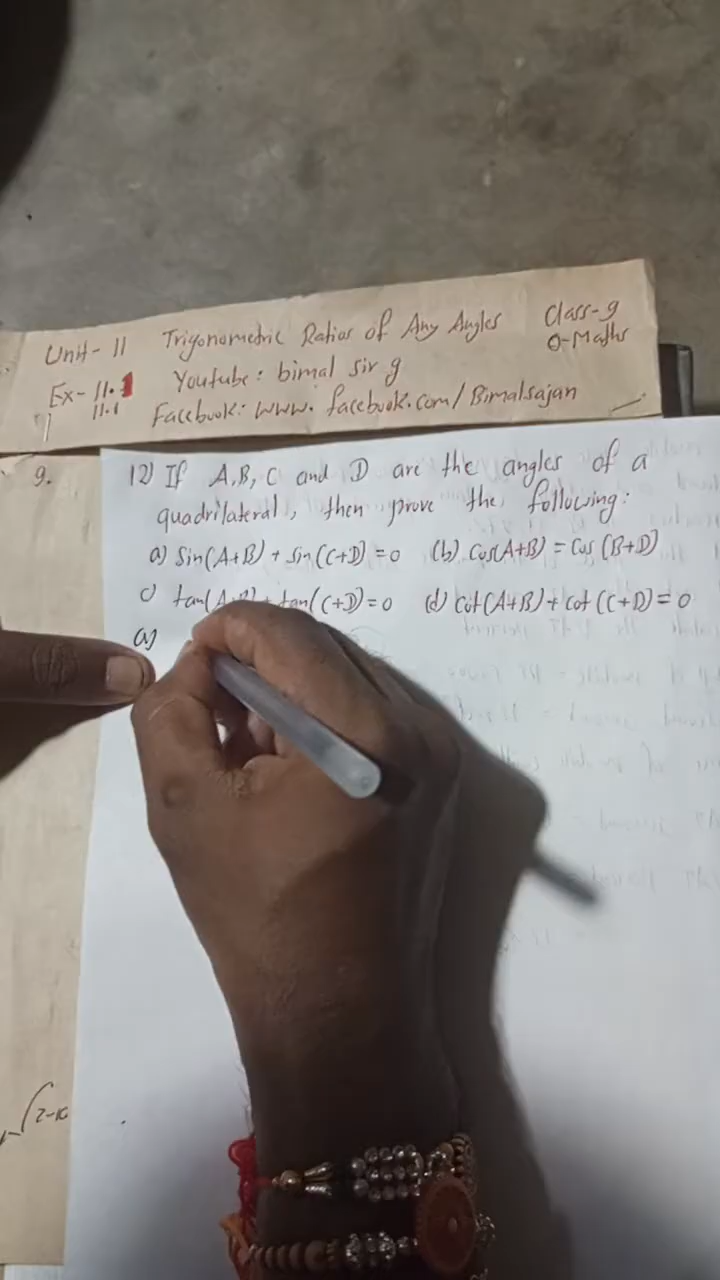 Unit- 11 Trigonometric Ratios of Any Angles Class-9
O-Maths
Ex- 11.1 Youtube: bimal sir g
11.1
Facebook: www.facebook.com/Bimalsajan
9.
12) If A,B,C and D are the angles of a
quadrilateral, then prove the following:
a) Sin(A+B) + sin(C+D) = 0 (b) Cos(A+B) = Cos(B+D)
c) tan( + tan(C+D) = 0 (d) Cot(A+B) + Cot(C+D) = 0
(a)